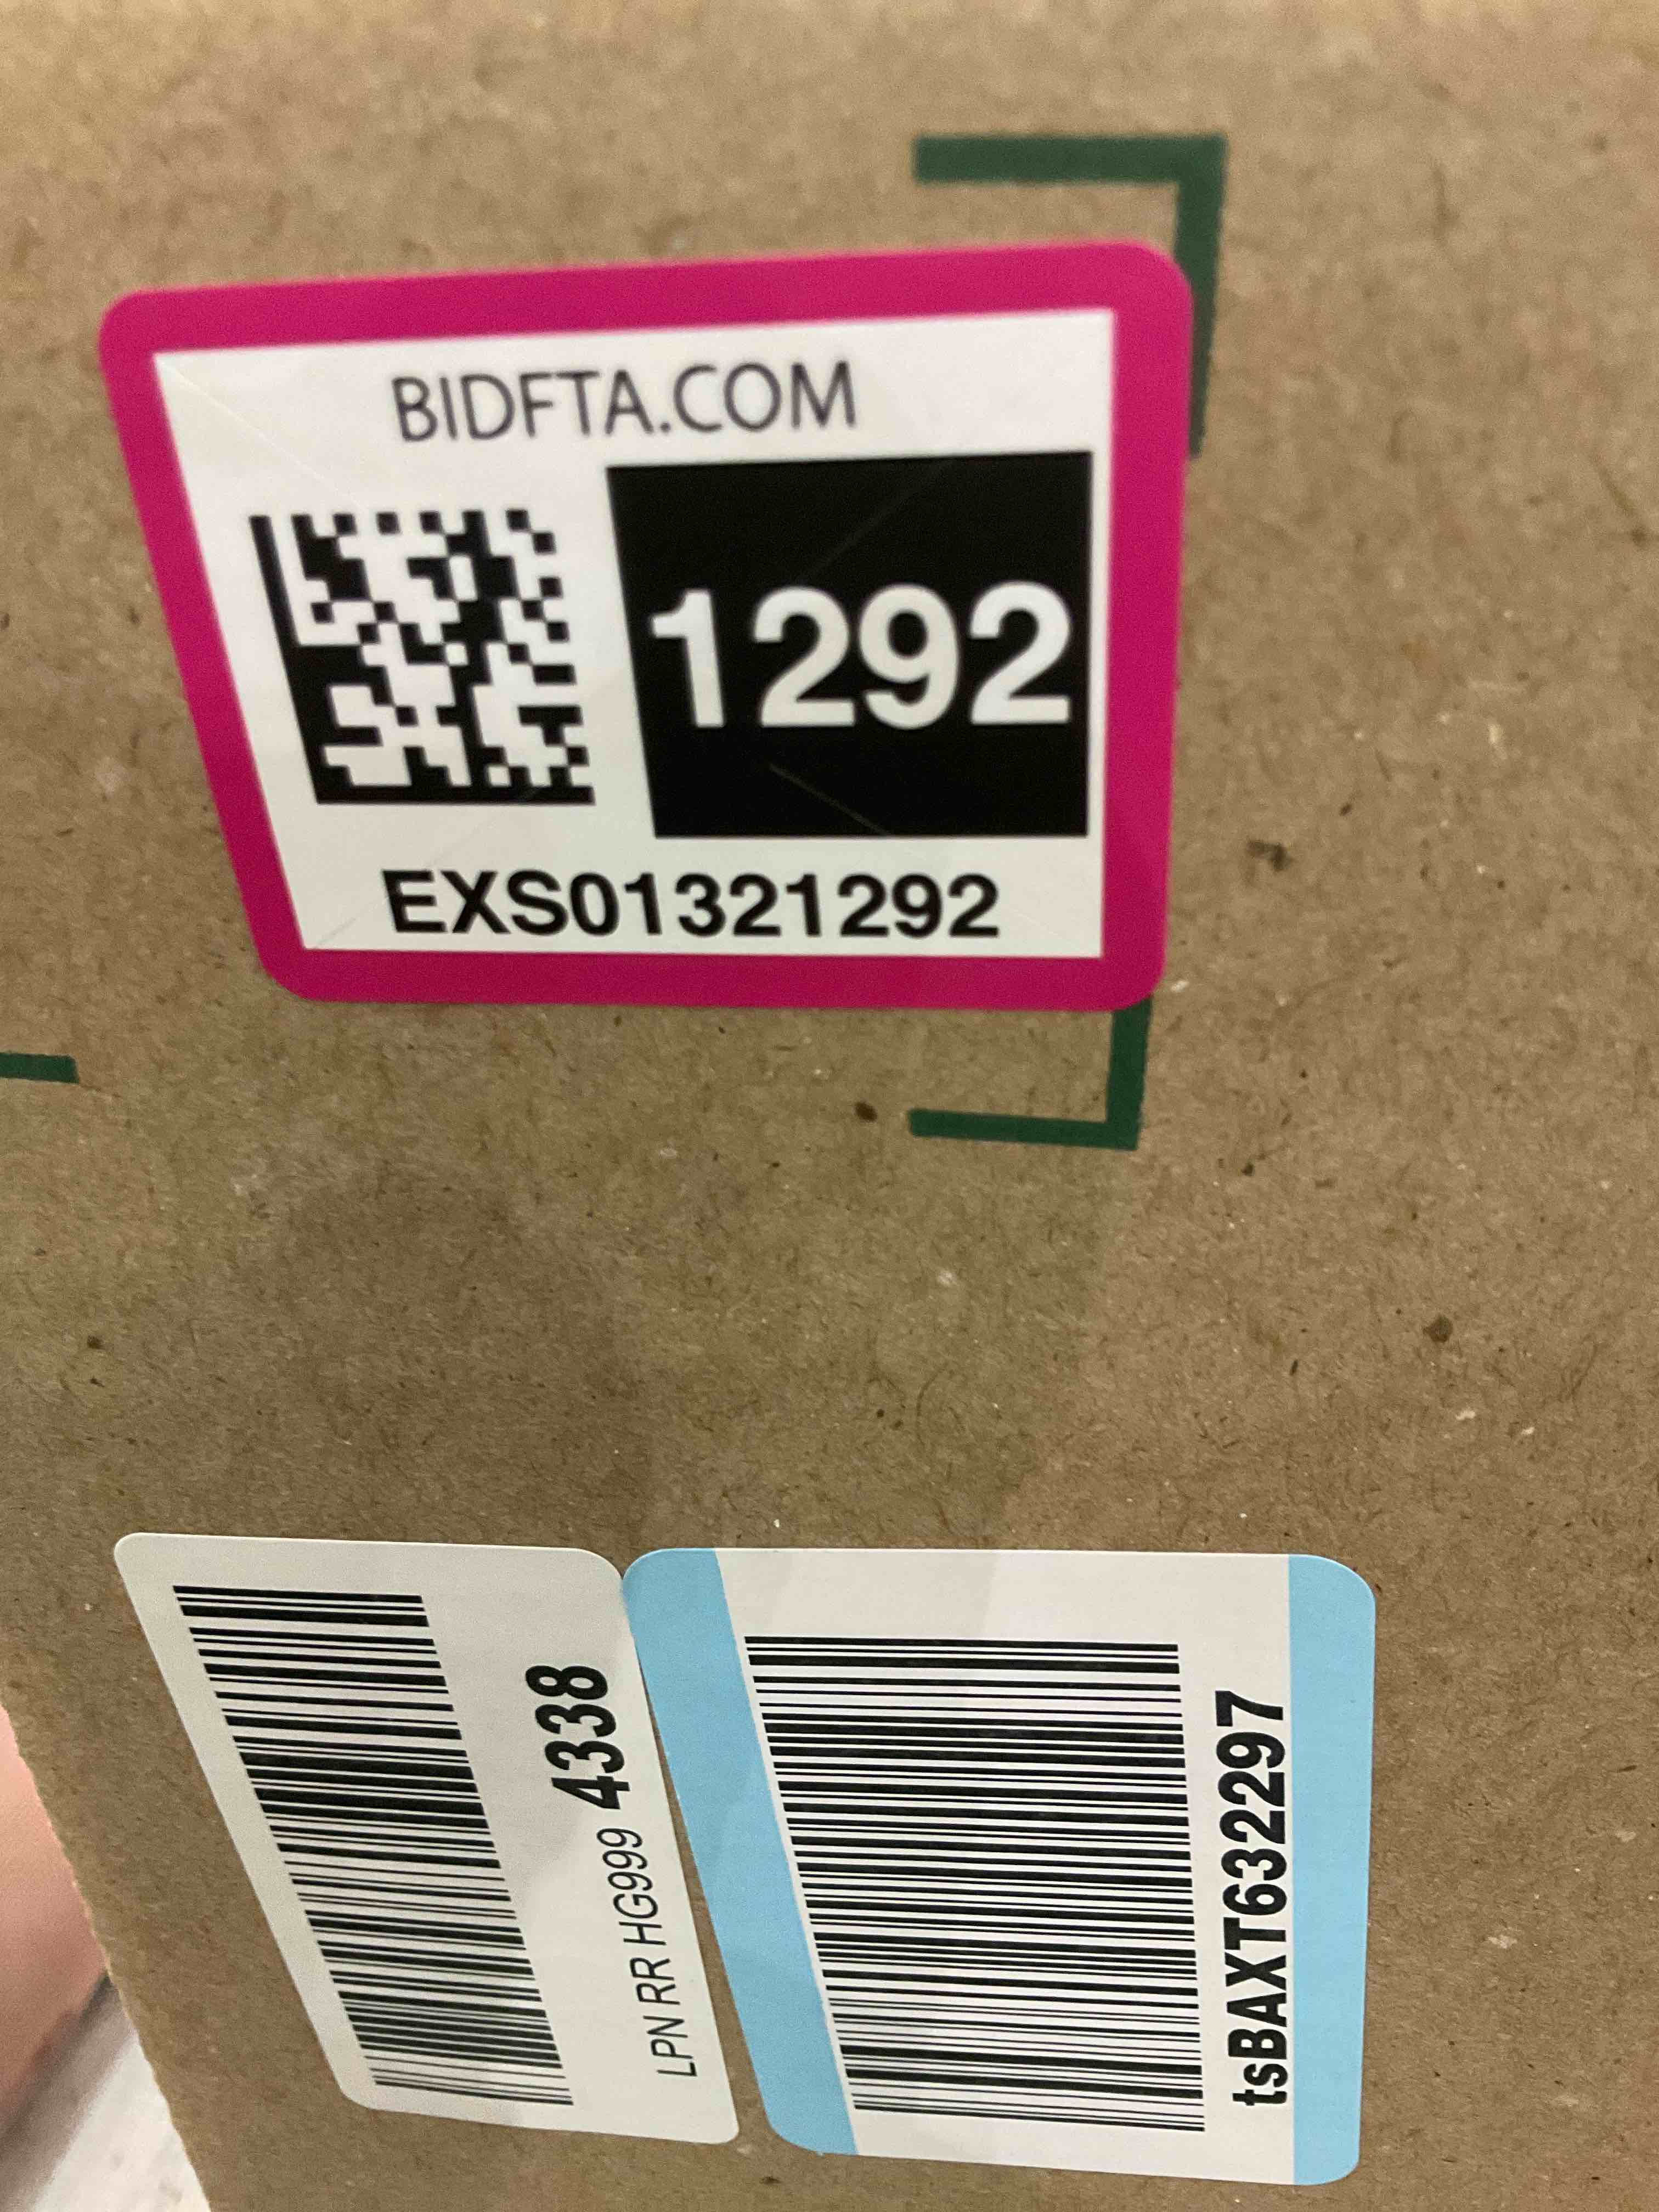 BIDFTA.COM
1292
EXS01321292
LPN RR HG999 4338
tsBAXT632297